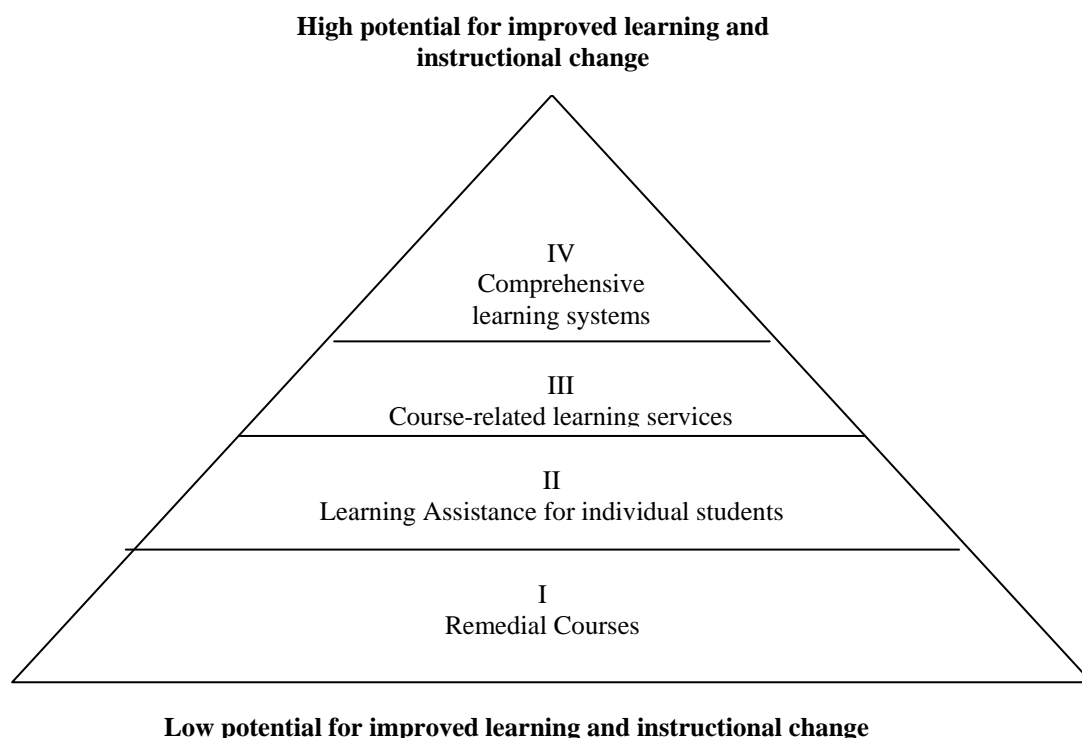 High potential for improved learning and
instructional change
IV
Comprehensive
learning systems
III
Course-related learning services
II
Learning Assistance for individual students
I
Remedial Courses
Low potential for improved learning and instructional change